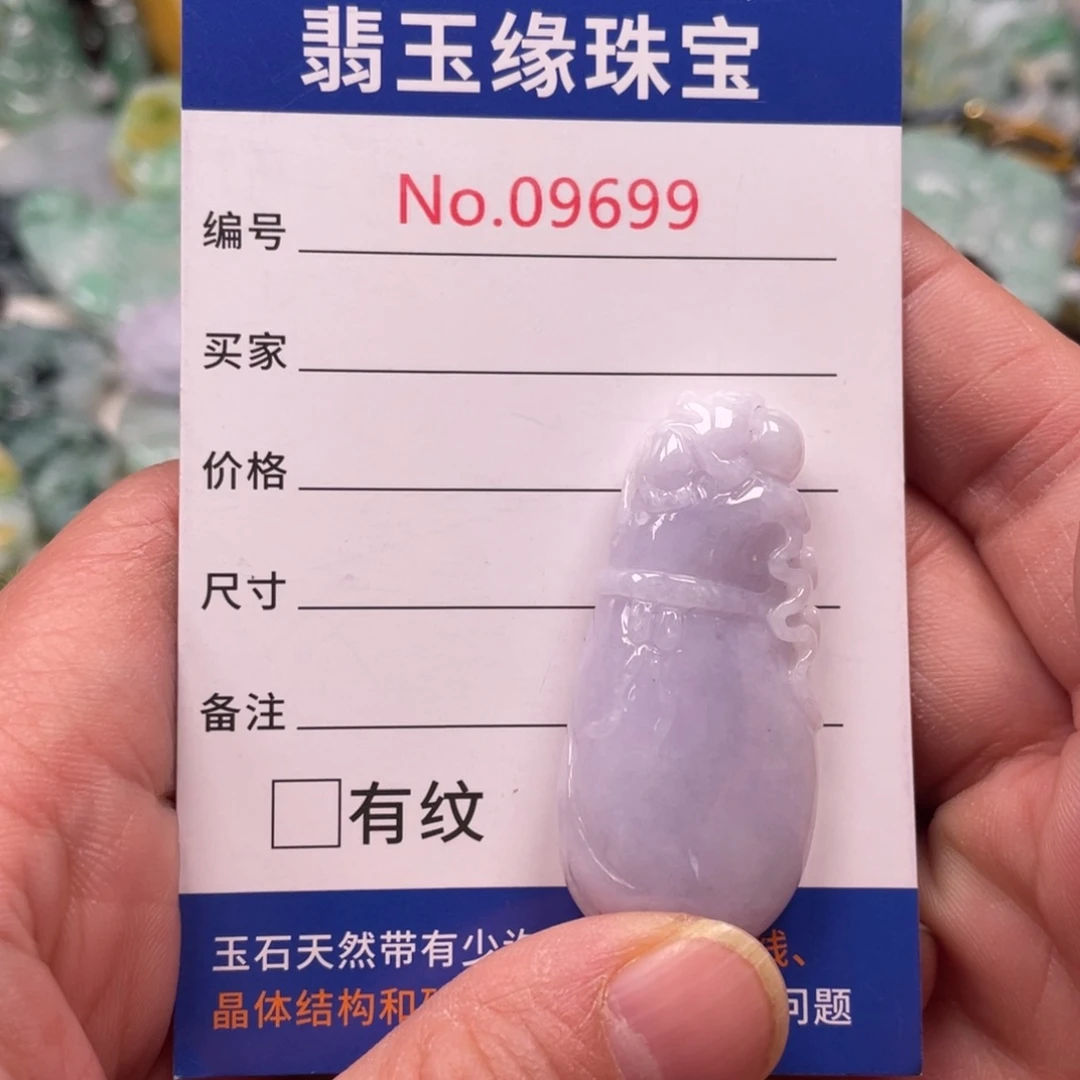 翡玉缘珠宝
编号 No.09699
买家
价格
尺寸
备注
有纹
玉石天然带有少 线、
晶体结构和 问题